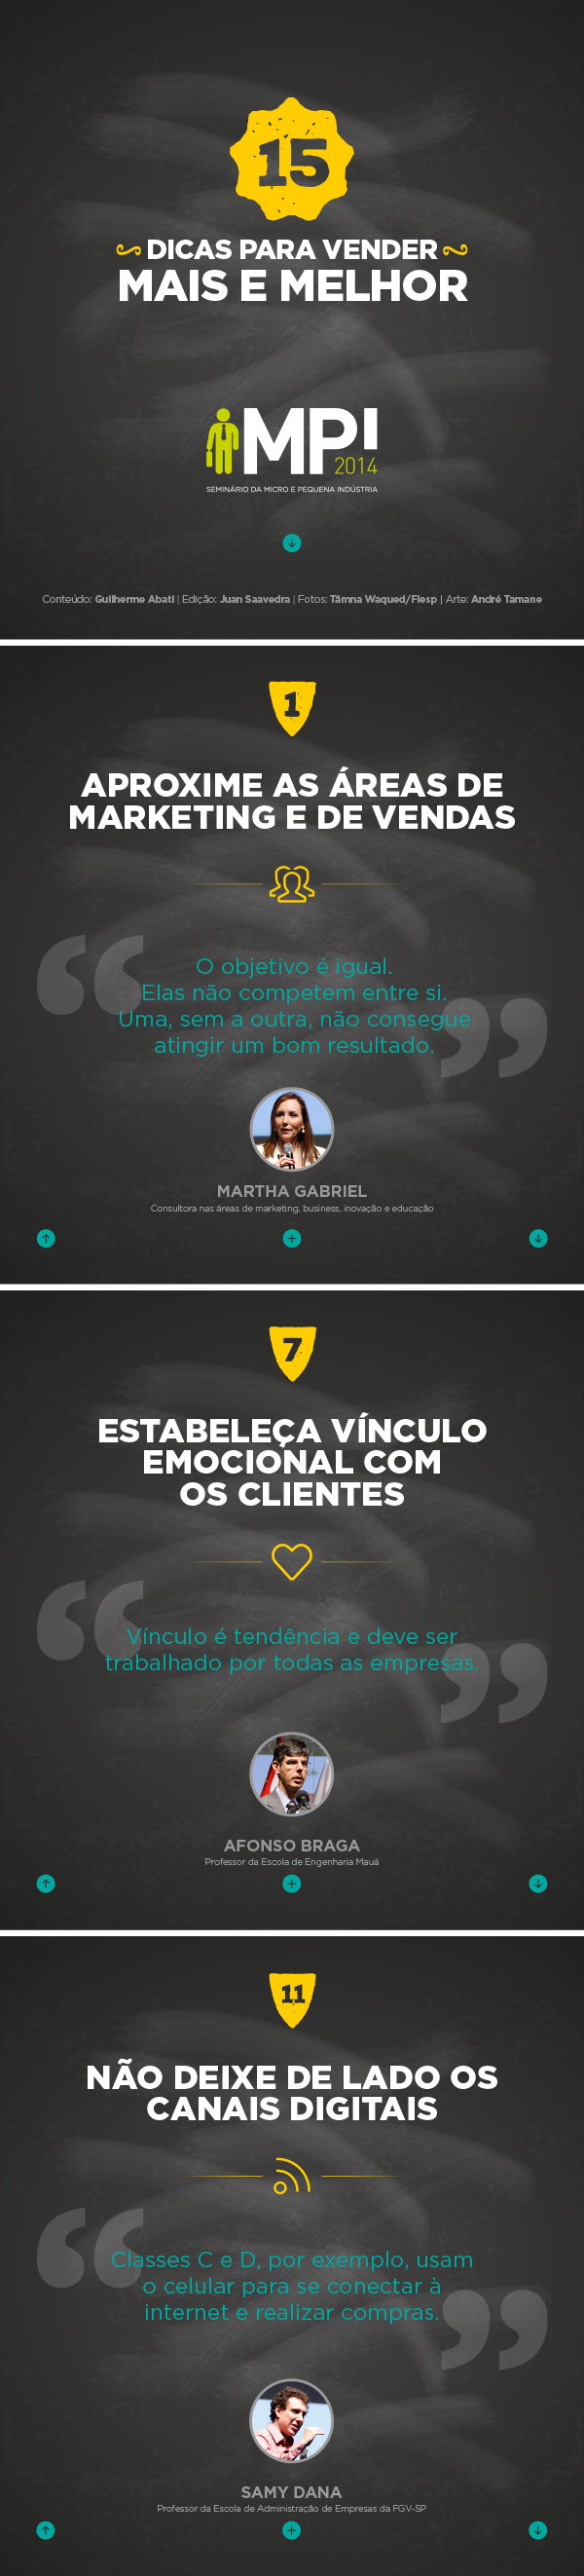 15
DICAS PARA VENDER
MAIS E MELHOR
MPI
2014
SEMINÁRIO DA MICRO E PEQUENA INDÚSTRIA
Conteúdo: Guilherme Abati | Edição: Juan Saavedra | Fotos: Tâmna Waqued/Fiesp | Arte: André Tamane
1
APROXIME AS ÁREAS DE
MARKETING E DE VENDAS
“
O objetivo é igual.
Elas não competem entre si.
Uma, sem a outra, não consegue
atingir um bom resultado.
”
MARTHA GABRIEL
Consultora nas áreas de marketing, business, inovação e educação
7
ESTABELEÇA VÍNCULO
EMOCIONAL COM
OS CLIENTES
“
Vínculo é tendência e deve ser
trabalhado por todas as empresas.
”
AFONSO BRAGA
Professor da Escola de Engenharia Mauá
11
NÃO DEIXE DE LADO OS
CANAIS DIGITAIS
“
Classes C e D, por exemplo, usam
o celular para se conectar à
internet e realizar compras.
”
SAMY DANA
Professor da Escola de Administração de Empresas da FGV-SP